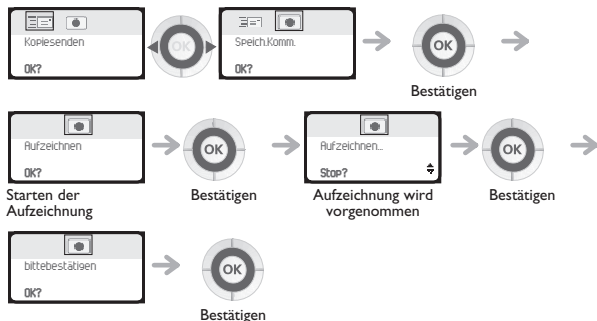 Kopiesenden
OK?
OK
Speich.Komm.
OK?
OK
Bestätigen
Aufzeichnen
OK?
OK
Aufzeichnen...
Stop?
OK
Starten der
Aufzeichnung
Bestätigen
Aufzeichnung wird
vorgenommen
Bestätigen
bittebestätigen
OK?
OK
Bestätigen